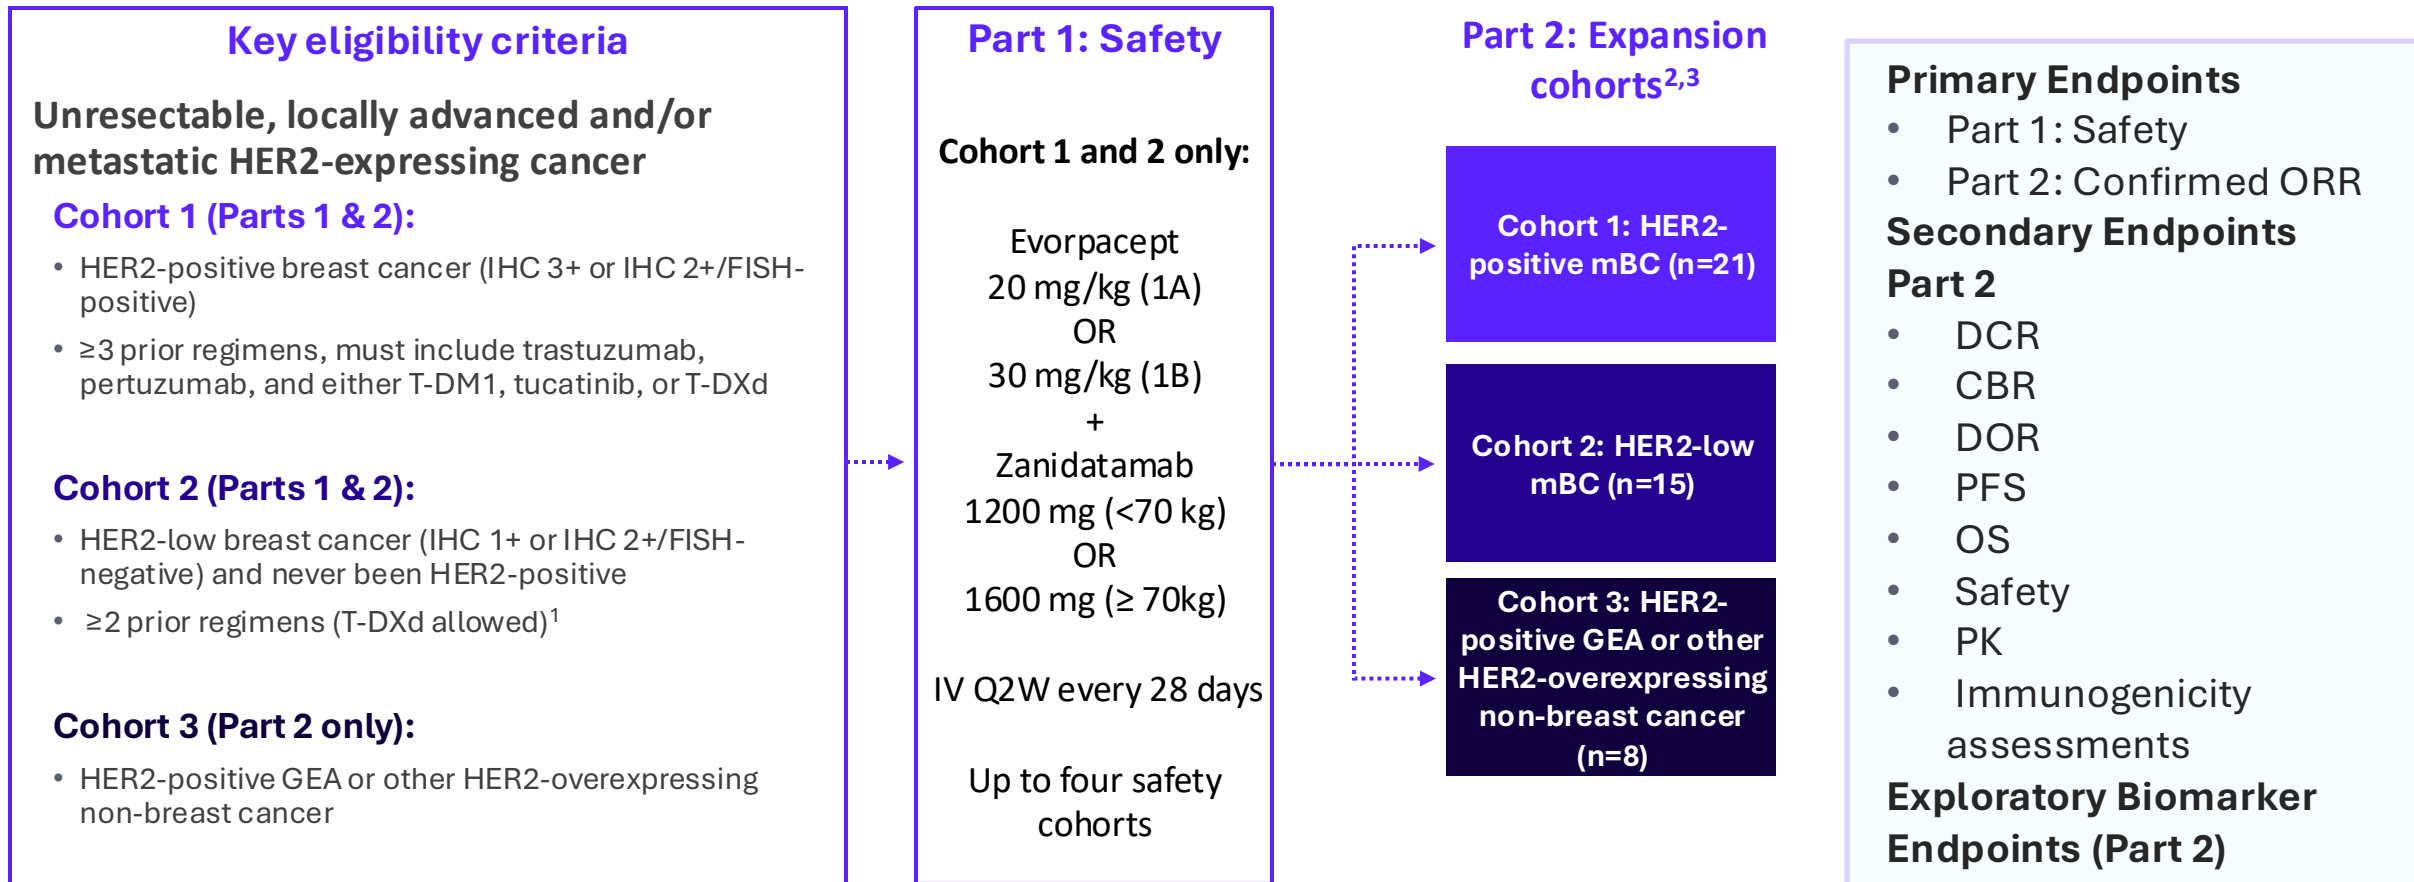 Key eligibility criteria
Unresectable, locally advanced and/or
metastatic HER2-expressing cancer
Cohort 1 (Parts 1 & 2):
• HER2-positive breast cancer (IHC 3+ or IHC 2+/FISH-
positive)
• ≥3 prior regimens, must include trastuzumab,
pertuzumab, and either T-DM1, tucatinib, or T-DXd
Cohort 2 (Parts 1 & 2):
• HER2-low breast cancer (IHC 1+ or IHC 2+/FISH-
negative) and never been HER2-positive
• ≥2 prior regimens (T-DXd allowed)¹
Cohort 3 (Part 2 only):
• HER2-positive GEA or other HER2-overexpressing
non-breast cancer
Part 1: Safety
Cohort 1 and 2 only:
Evorpacept
20 mg/kg (1A)
OR
30 mg/kg (1B)
+
Zanidatamab
1200 mg (<70 kg)
OR
1600 mg (≥ 70kg)
IV Q2W every 28 days
Up to four safety
cohorts
Part 2: Expansion
cohorts²,³
Cohort 1: HER2-
positive mBC (n=21)
Cohort 2: HER2-low
mBC (n=15)
Cohort 3: HER2-
positive GEA or other
HER2-overexpressing
non-breast cancer
(n=8)
Primary Endpoints
• Part 1: Safety
• Part 2: Confirmed ORR
Secondary Endpoints
Part 2
• DCR
• CBR
• DOR
• PFS
• OS
• Safety
• PK
• Immunogenicity
assessments
Exploratory Biomarker
Endpoints (Part 2)